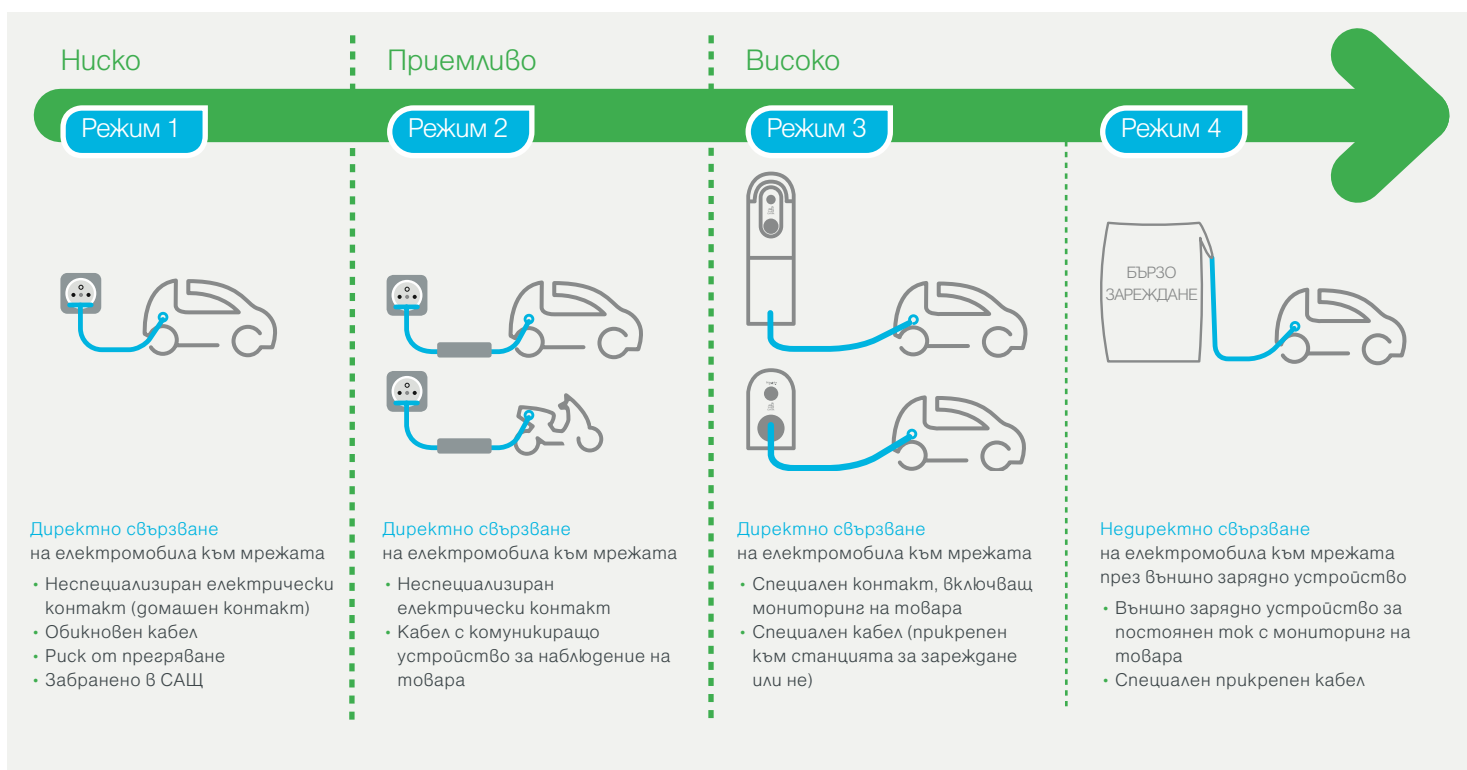 Ниско
Приемливо
Високо
Режим 1
Режим 2
Режим 3
Режим 4
БЪРЗО
ЗАРЕЖДАНЕ
Директно свързване
на електромобила към мрежата
• Неспециализиран електрически
контакт (домашен контакт)
• Обикновен кабел
• Риск от прегряване
• Забранено в САЩ
Директно свързване
на електромобила към мрежата
• Неспециализиран
електрически контакт
• Кабел с комуникиращо
устройство за наблюдение на
товара
Директно свързване
на електромобила към мрежата
• Специален контакт, включващ
мониторинг на товара
• Специален кабел (прикрепен
към станцията за зареждане
или не)
Недиректно свързване
на електромобила към мрежата
през външно зарядно устройство
• Външно зарядно устройство за
постоянен ток с мониторинг на
товара
• Специален прикрепен кабел